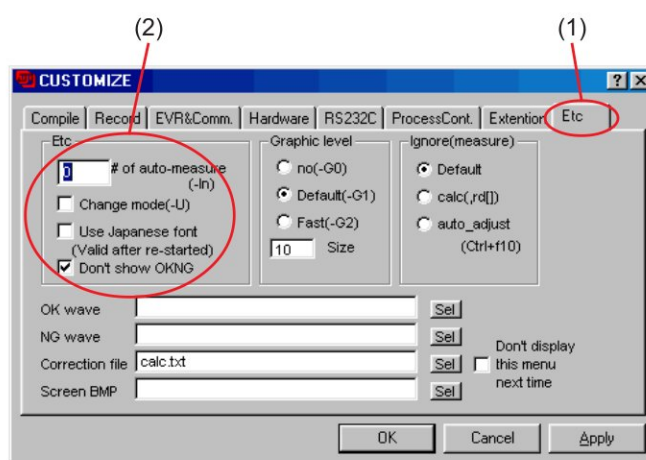 (2) (1)
CUSTOMIZE
Compile Record EVR&Comm. Hardware RS232C ProcessCont. Extention Etc
Etc Graphic level Ignore(measure)
0 # of auto-measure no(-G0) Default
(-In)
Change mode(-U) Default(-G1) calc(,rd[])
Use Japanese font Fast(-G2) auto_adjust
(Valid after re-started) 10 Size (Ctrl+f10)
Don't show OKNG
OK wave Sel
NG wave Sel Don't display
Correction file calc.txt Sel this menu
Screen BMP Sel next time
OK Cancel Apply